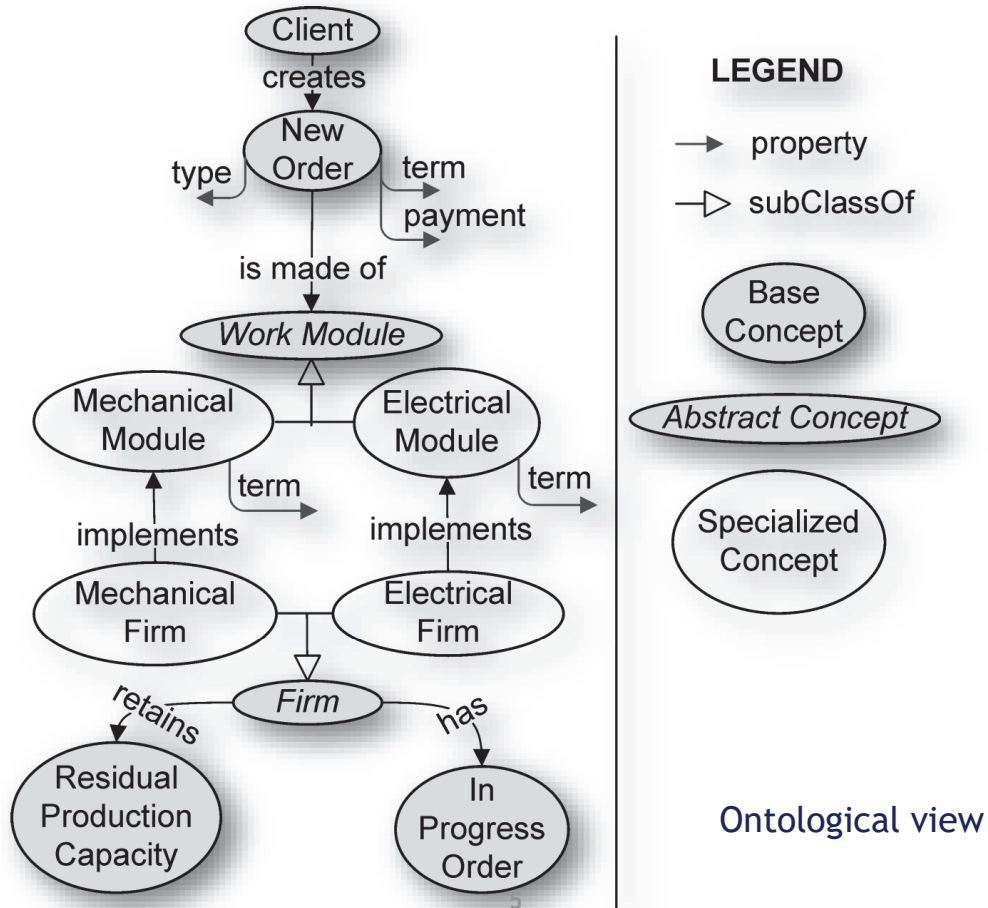 Client
creates
New
Order
type
term
payment
is made of
Work Module
Mechanical
Module
Electrical
Module
term
term
implements
implements
Mechanical
Firm
Electrical
Firm
Firm
retains
has
Residual
Production
Capacity
In
Progress
Order
5
LEGEND
property
subClassOf
Base
Concept
Abstract Concept
Specialized
Concept
Ontological view